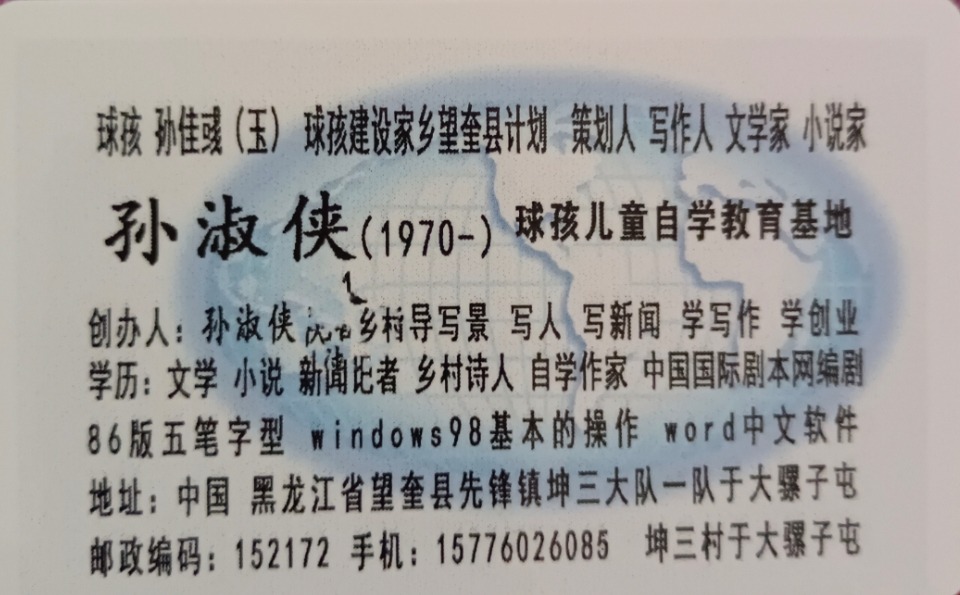 球孩 孙佳彧（玉） 球孩建设家乡望奎县计划 策划人 写作人 文学家 小说家
孙淑侠(1970-) 球孩儿童自学教育基地
创办人：孙淑侠 乡村导写景 写人 写新闻 学写作 学创业
学历：文学 小说 新闻记者 乡村诗人 自学作家 中国国际剧本网编剧
86版五笔字型 windows98基本的操作 word中文软件
地址：中国 黑龙江省望奎县先锋镇坤三大队一队于大骡子屯
邮政编码：152172 手机：15776026085 坤三村于大骡子屯